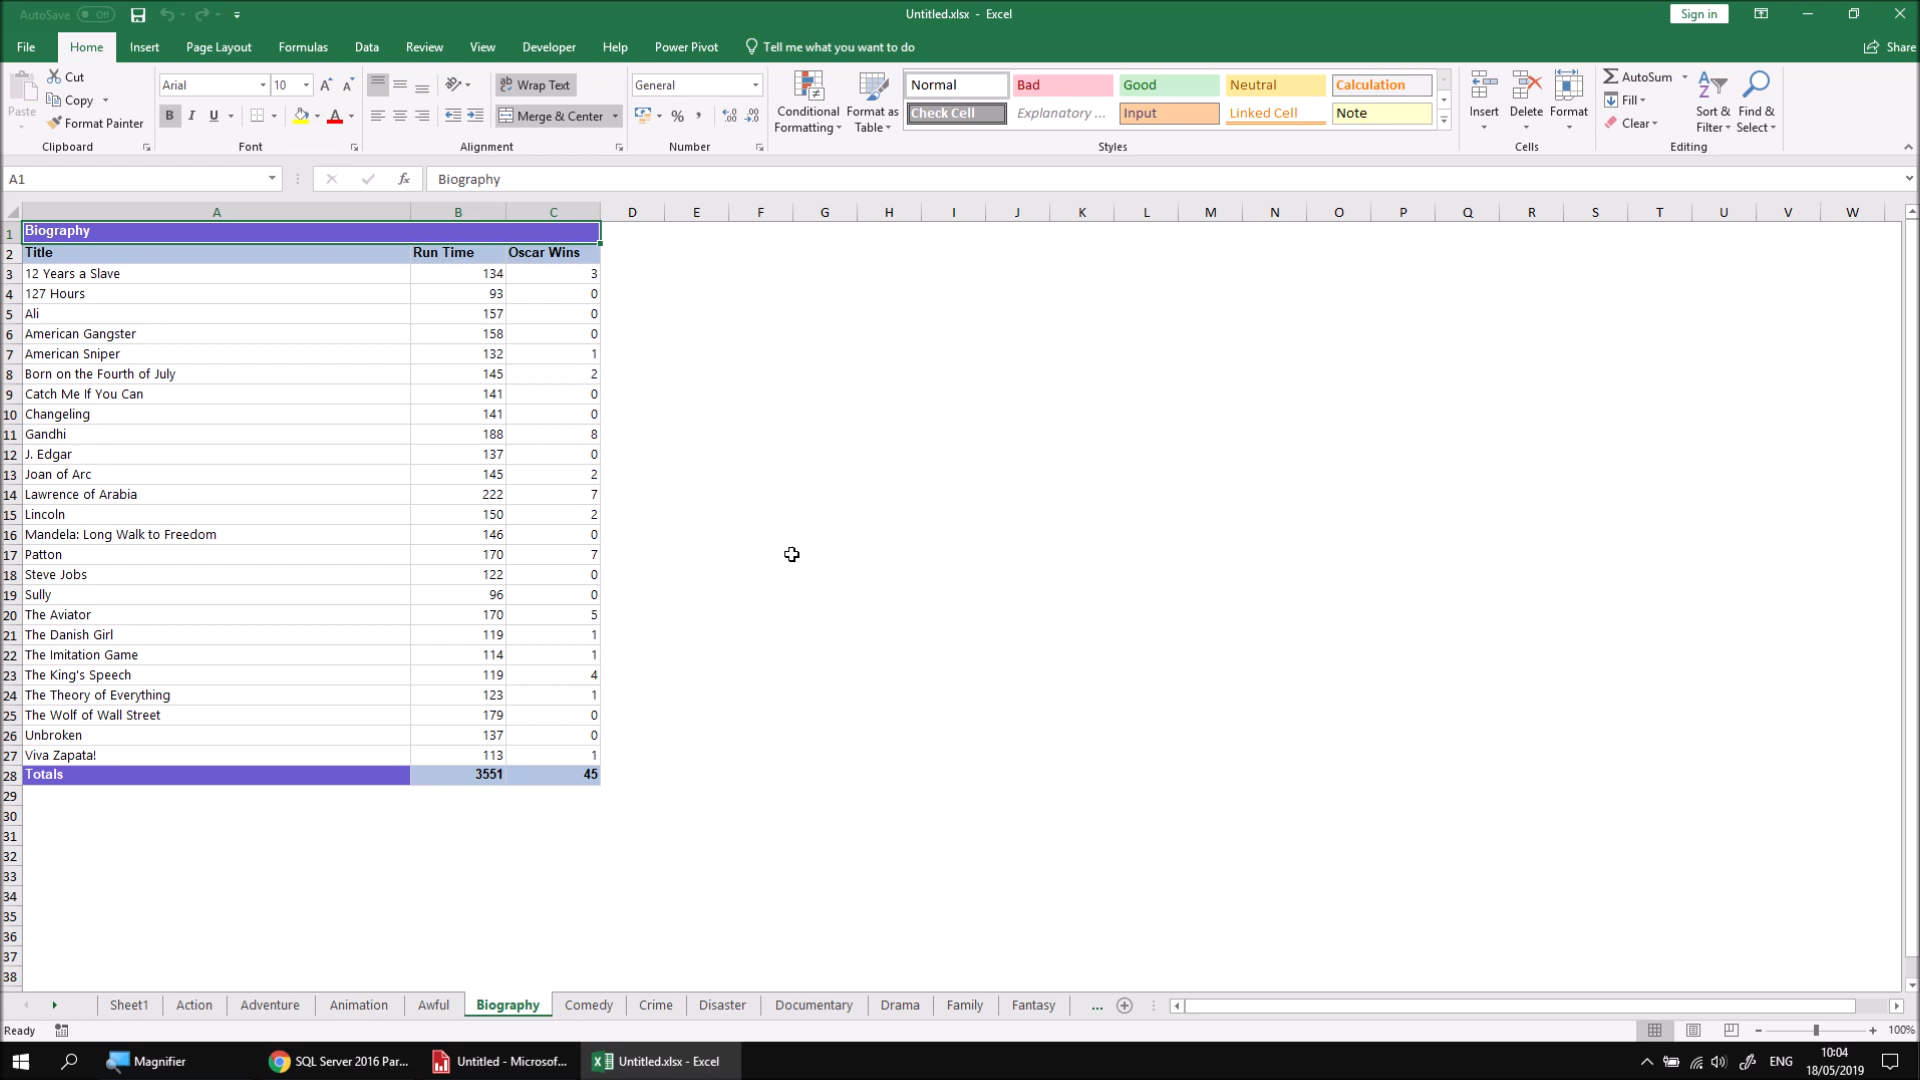 AutoSave Off
Untitled.xlsx - Excel
Sign in
File Home Insert Page Layout Formulas Data Review View Developer Help Power Pivot Tell me what you want to do Share
Paste
Cut
Copy
Format Painter
Clipboard
Arial 10
B I U A
Font
Wrap Text
Merge & Center
Alignment
General
%
Number
Conditional Formatting
Format as Table
Normal Bad Good Neutral Calculation
Check Cell Explanatory ... Input Linked Cell Note
Styles
Insert Delete Format
Cells
AutoSum
Fill
Clear
Sort & Filter
Find & Select
Editing
A1 fx Biography
A B C D E F G H I J K L M N O P Q R S T U V W
1 Biography
2 Title Run Time Oscar Wins
3 12 Years a Slave 134 3
4 127 Hours 93 0
5 Ali 157 0
6 American Gangster 158 0
7 American Sniper 132 1
8 Born on the Fourth of July 145 2
9 Catch Me If You Can 141 0
10 Changeling 141 0
11 Gandhi 188 8
12 J. Edgar 137 0
13 Joan of Arc 145 2
14 Lawrence of Arabia 222 7
15 Lincoln 150 2
16 Mandela: Long Walk to Freedom 146 0
17 Patton 170 7
18 Steve Jobs 122 0
19 Sully 96 0
20 The Aviator 170 5
21 The Danish Girl 119 1
22 The Imitation Game 114 1
23 The King's Speech 119 4
24 The Theory of Everything 123 1
25 The Wolf of Wall Street 179 0
26 Unbroken 137 0
27 Viva Zapata! 113 1
28 Totals 3551 45
29
30
31
32
33
34
35
36
37
38
Sheet1 Action Adventure Animation Awful Biography Comedy Crime Disaster Documentary Drama Family Fantasy ...
Ready
100%
Magnifier
SQL Server 2016 Par...
Untitled - Microsof...
Untitled.xlsx - Excel
ENG
10:04
18/05/2019